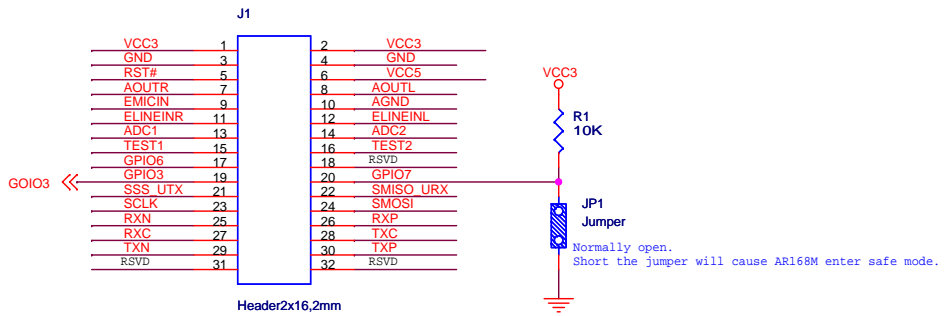 J1
VCC3 1 2 VCC3
GND 3 4 GND
RST# 5 6 VCC5
AOUTR 7 8 AOUTL
EMICIN 9 10 AGND
ELINEINR 11 12 ELINEINL
ADC1 13 14 ADC2
TEST1 15 16 TEST2
GPIO6 17 18 RSVD
GOIO3 GPIO3 19 20 GPIO7
SSS_UTX 21 22 SMISO_URX
SCLK 23 24 SMOSI
RXN 25 26 RXP
RXC 27 28 TXC
TXN 29 30 TXP
RSVD 31 32 RSVD
Header2x16,2mm
VCC3
R1
10K
JP1
Jumper
Normally open.
Short the jumper will cause AR168M enter safe mode.